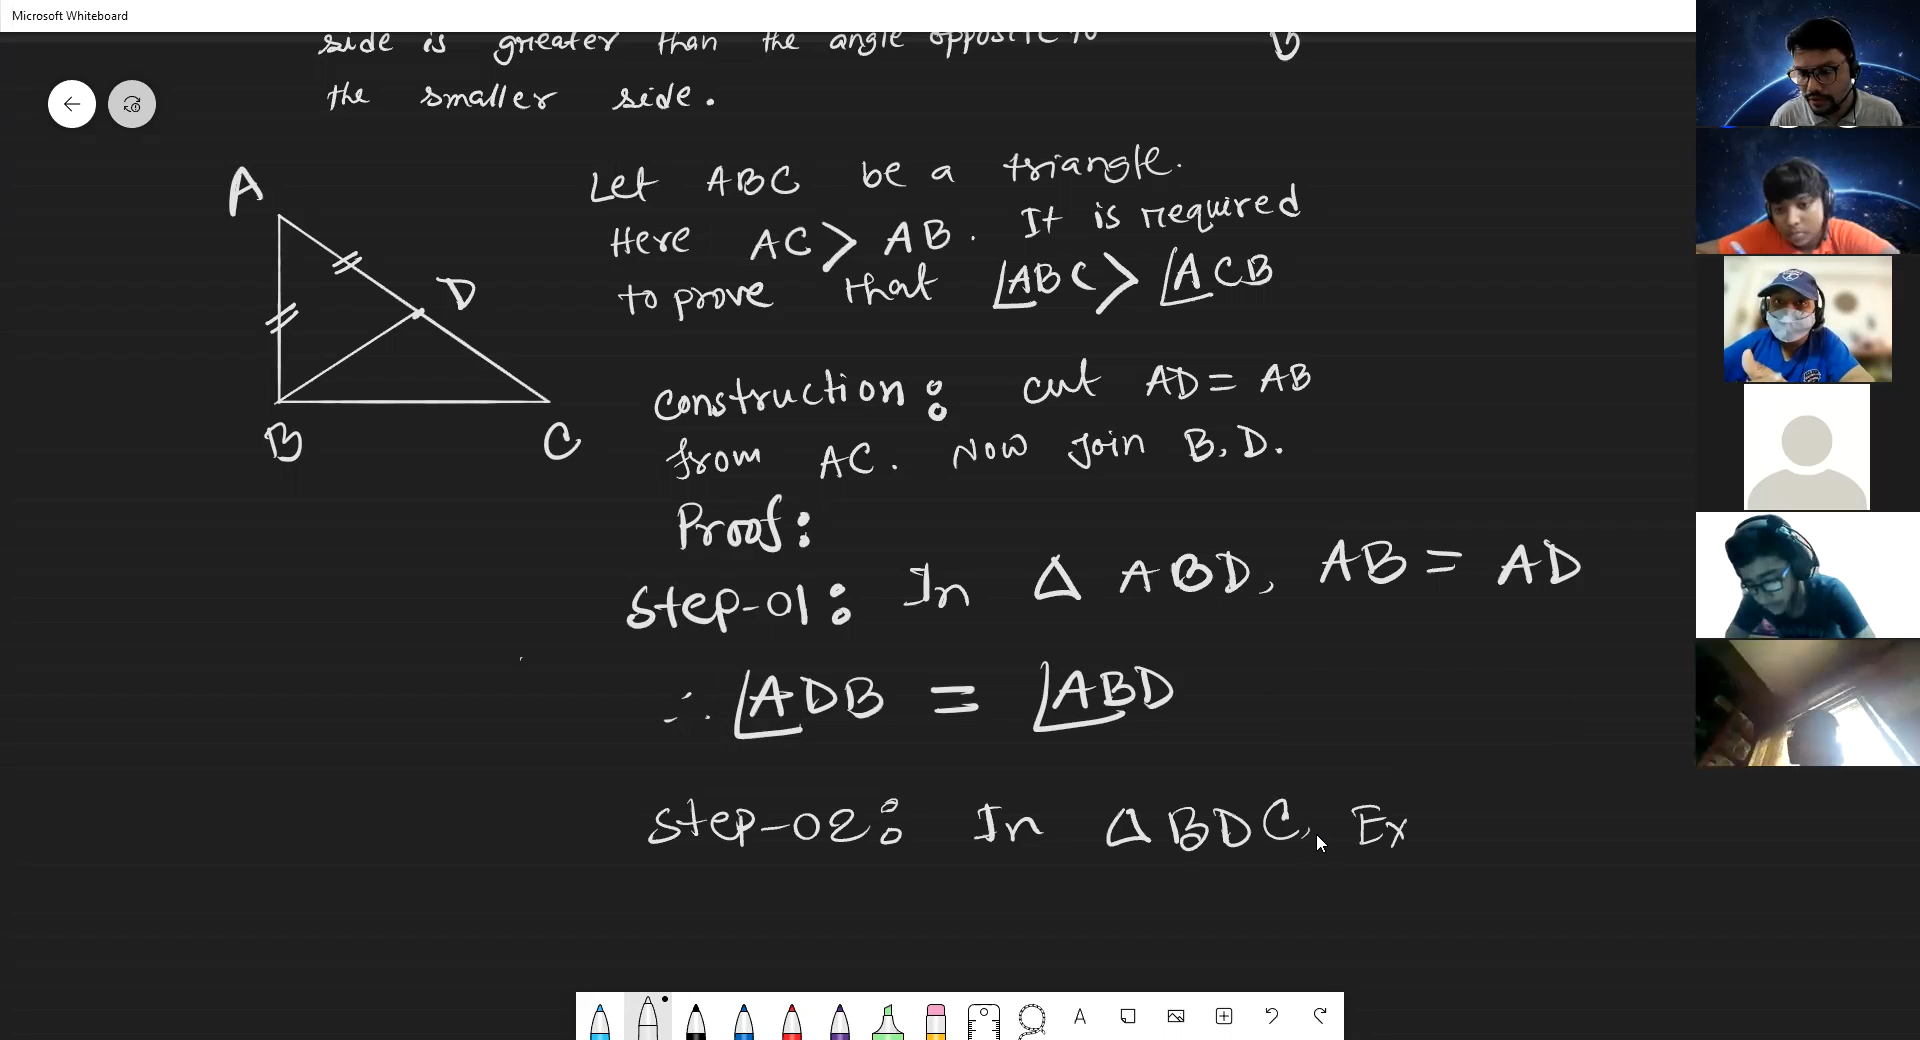 Microsoft Whiteboard
side is greater than the angle opposite to
the smaller side.
Let ABC be a triangle.
Here AC > AB. It is required
to prove that ∠ABC > ∠ACB
A
D
B
C
Construction: cut AD = AB
from AC. Now Join B, D.
Proof:
Step-01: In Δ ABD, AB = AD
∴ ∠ADB = ∠ABD
Step-02: In Δ BDC, Ex